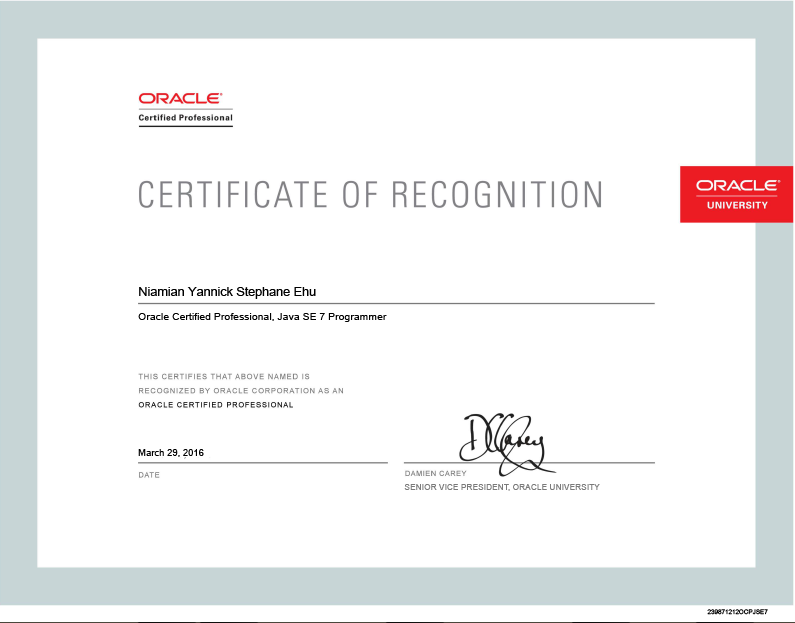 ORACLE®
Certified Professional
CERTIFICATE OF RECOGNITION
ORACLE®
UNIVERSITY
Niamian Yannick Stephane Ehu
Oracle Certified Professional, Java SE 7 Programmer
THIS CERTIFIES THAT ABOVE NAMED IS
RECOGNIZED BY ORACLE CORPORATION AS AN
ORACLE CERTIFIED PROFESSIONAL
March 29, 2016
DATE
DCarey
DAMIEN CAREY
SENIOR VICE PRESIDENT, ORACLE UNIVERSITY
239871212OCPJSE7